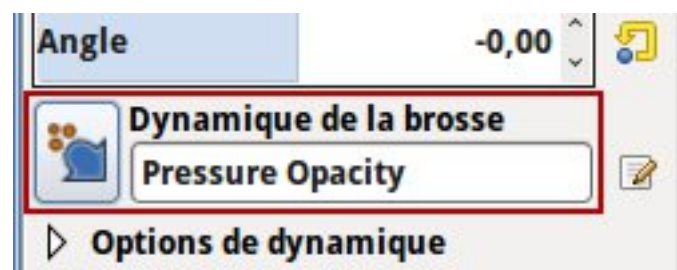 Angle -0,00
Dynamique de la brosse
Pressure Opacity
Options de dynamique